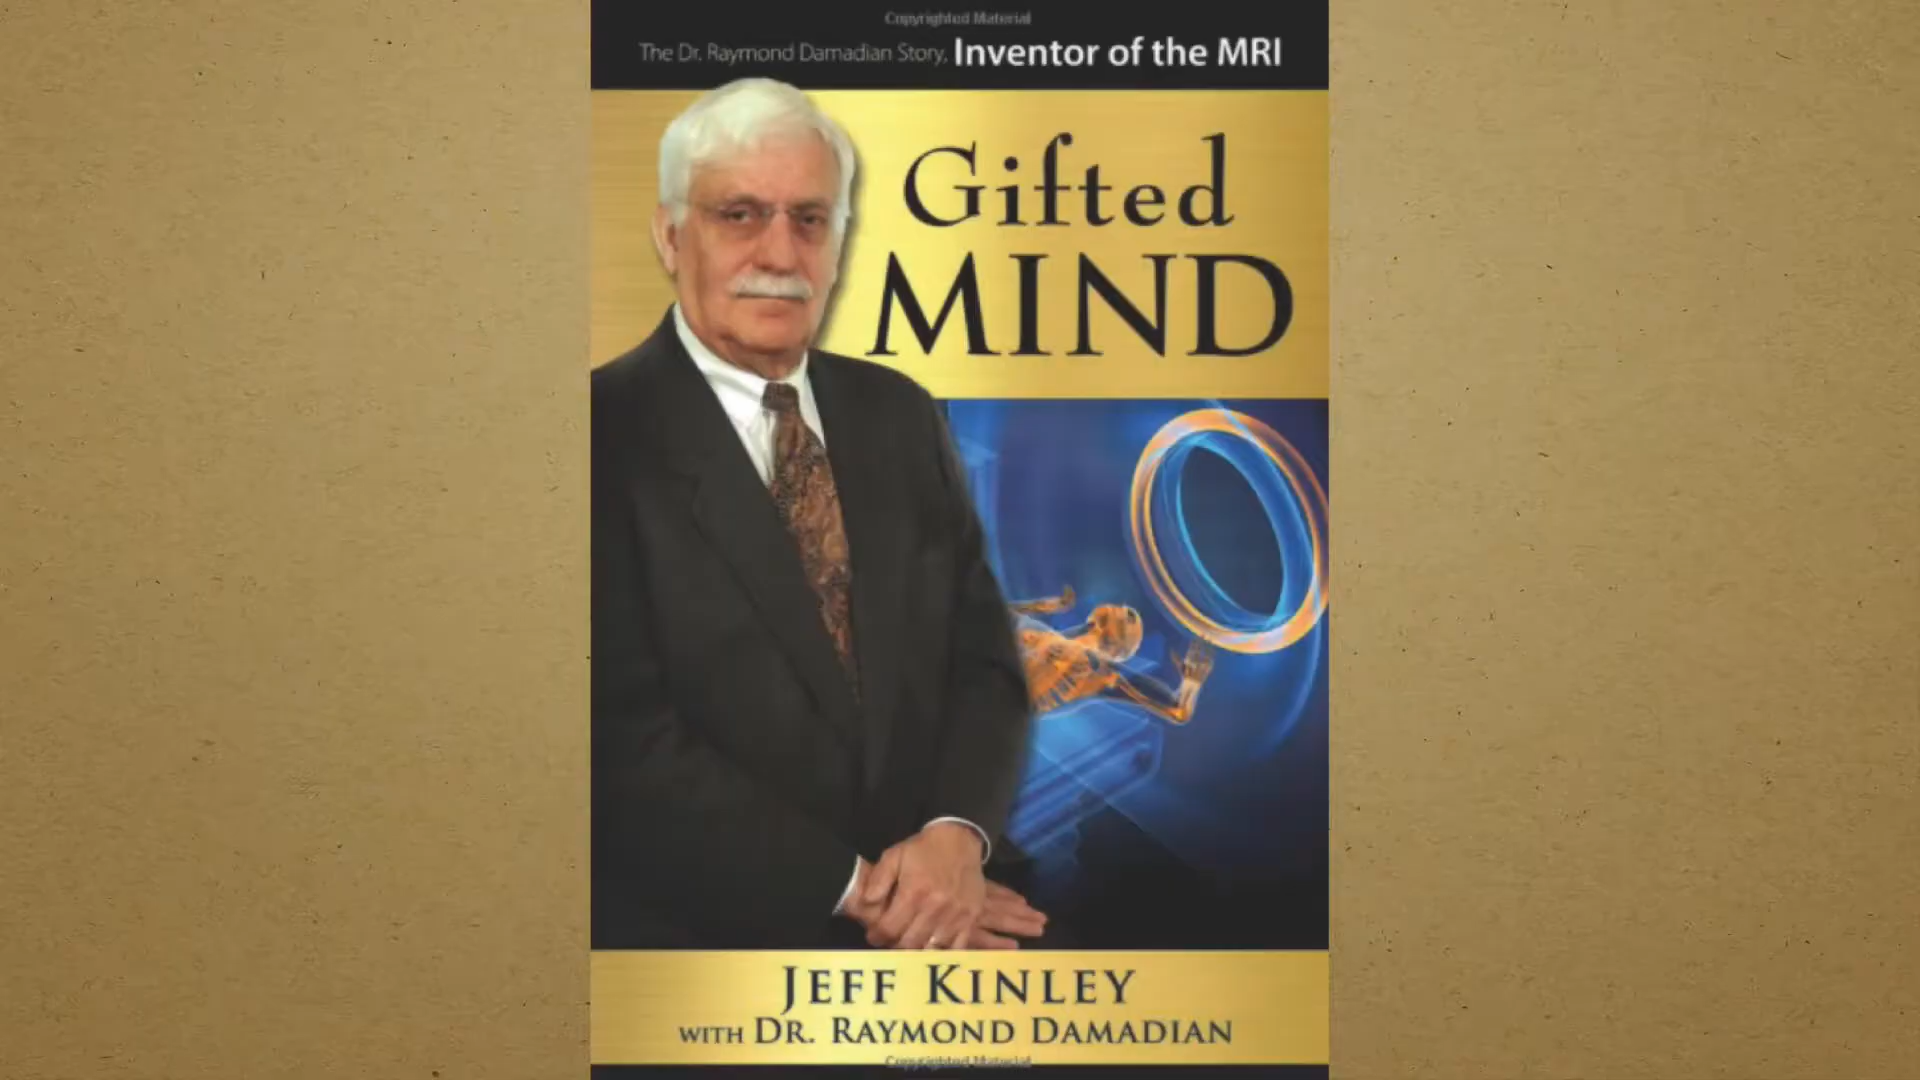 Copyrighted Material
The Dr. Raymond Damadian Story, Inventor of the MRI
Gifted
MIND
JEFF KINLEY
WITH DR. RAYMOND DAMADIAN
Copyrighted Material